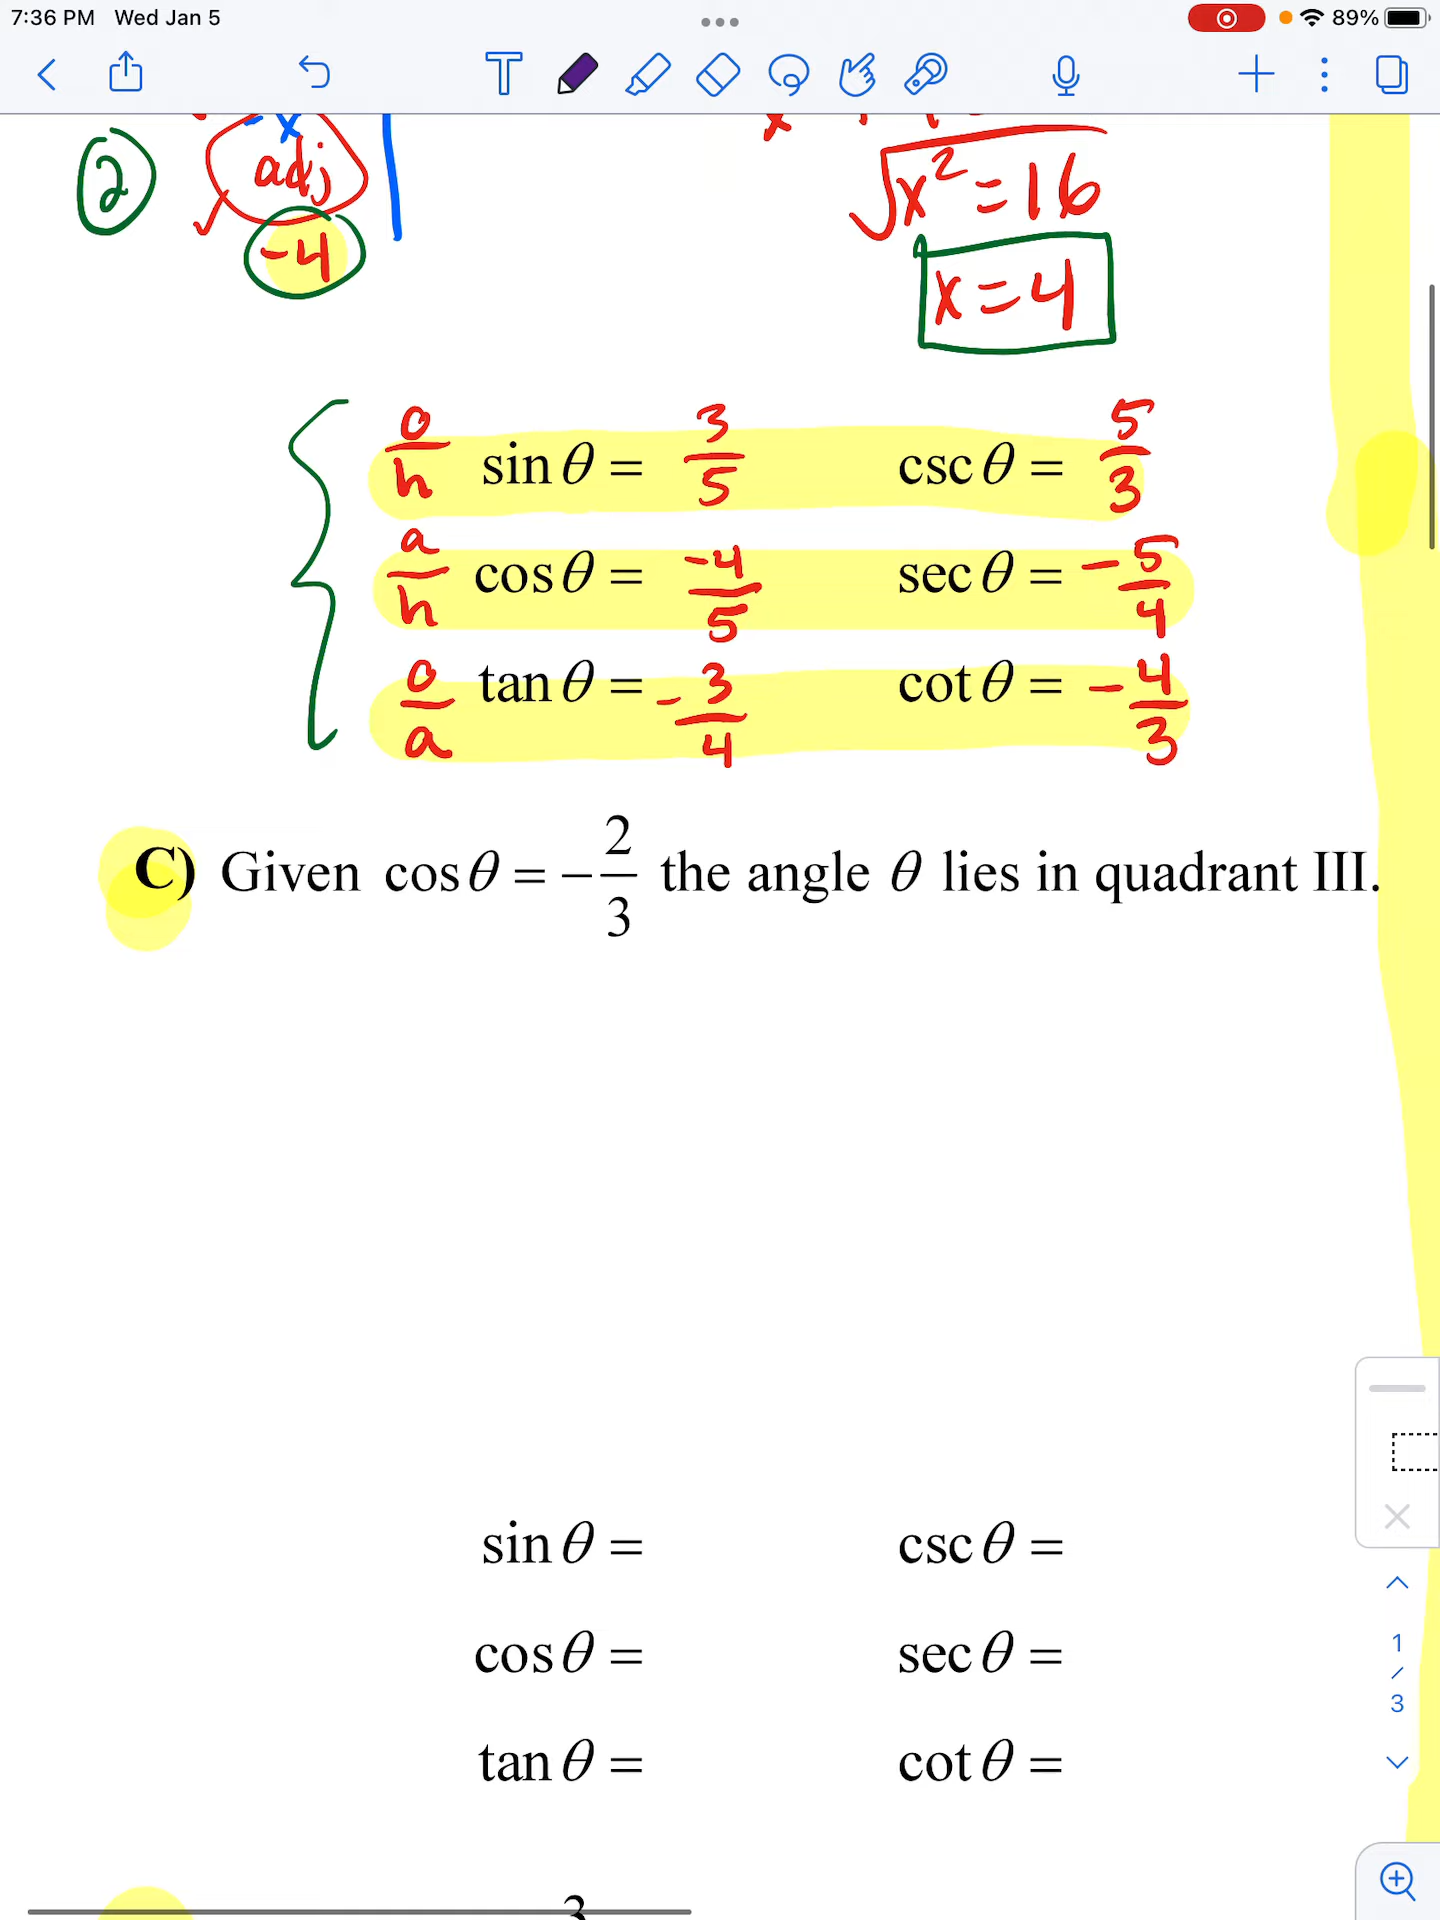 7:36 PM Wed Jan 5
89%
T
② -x
adj
-4
√x² = 16
x = 4
o/h sin θ = 3/5 csc θ = 5/3
a/h cos θ = -4/5 sec θ = -5/4
o/a tan θ = -3/4 cot θ = -4/3
C) Given cos θ = -2/3 the angle θ lies in quadrant III.
sin θ = csc θ =
cos θ = sec θ =
tan θ = cot θ =
1
/
3